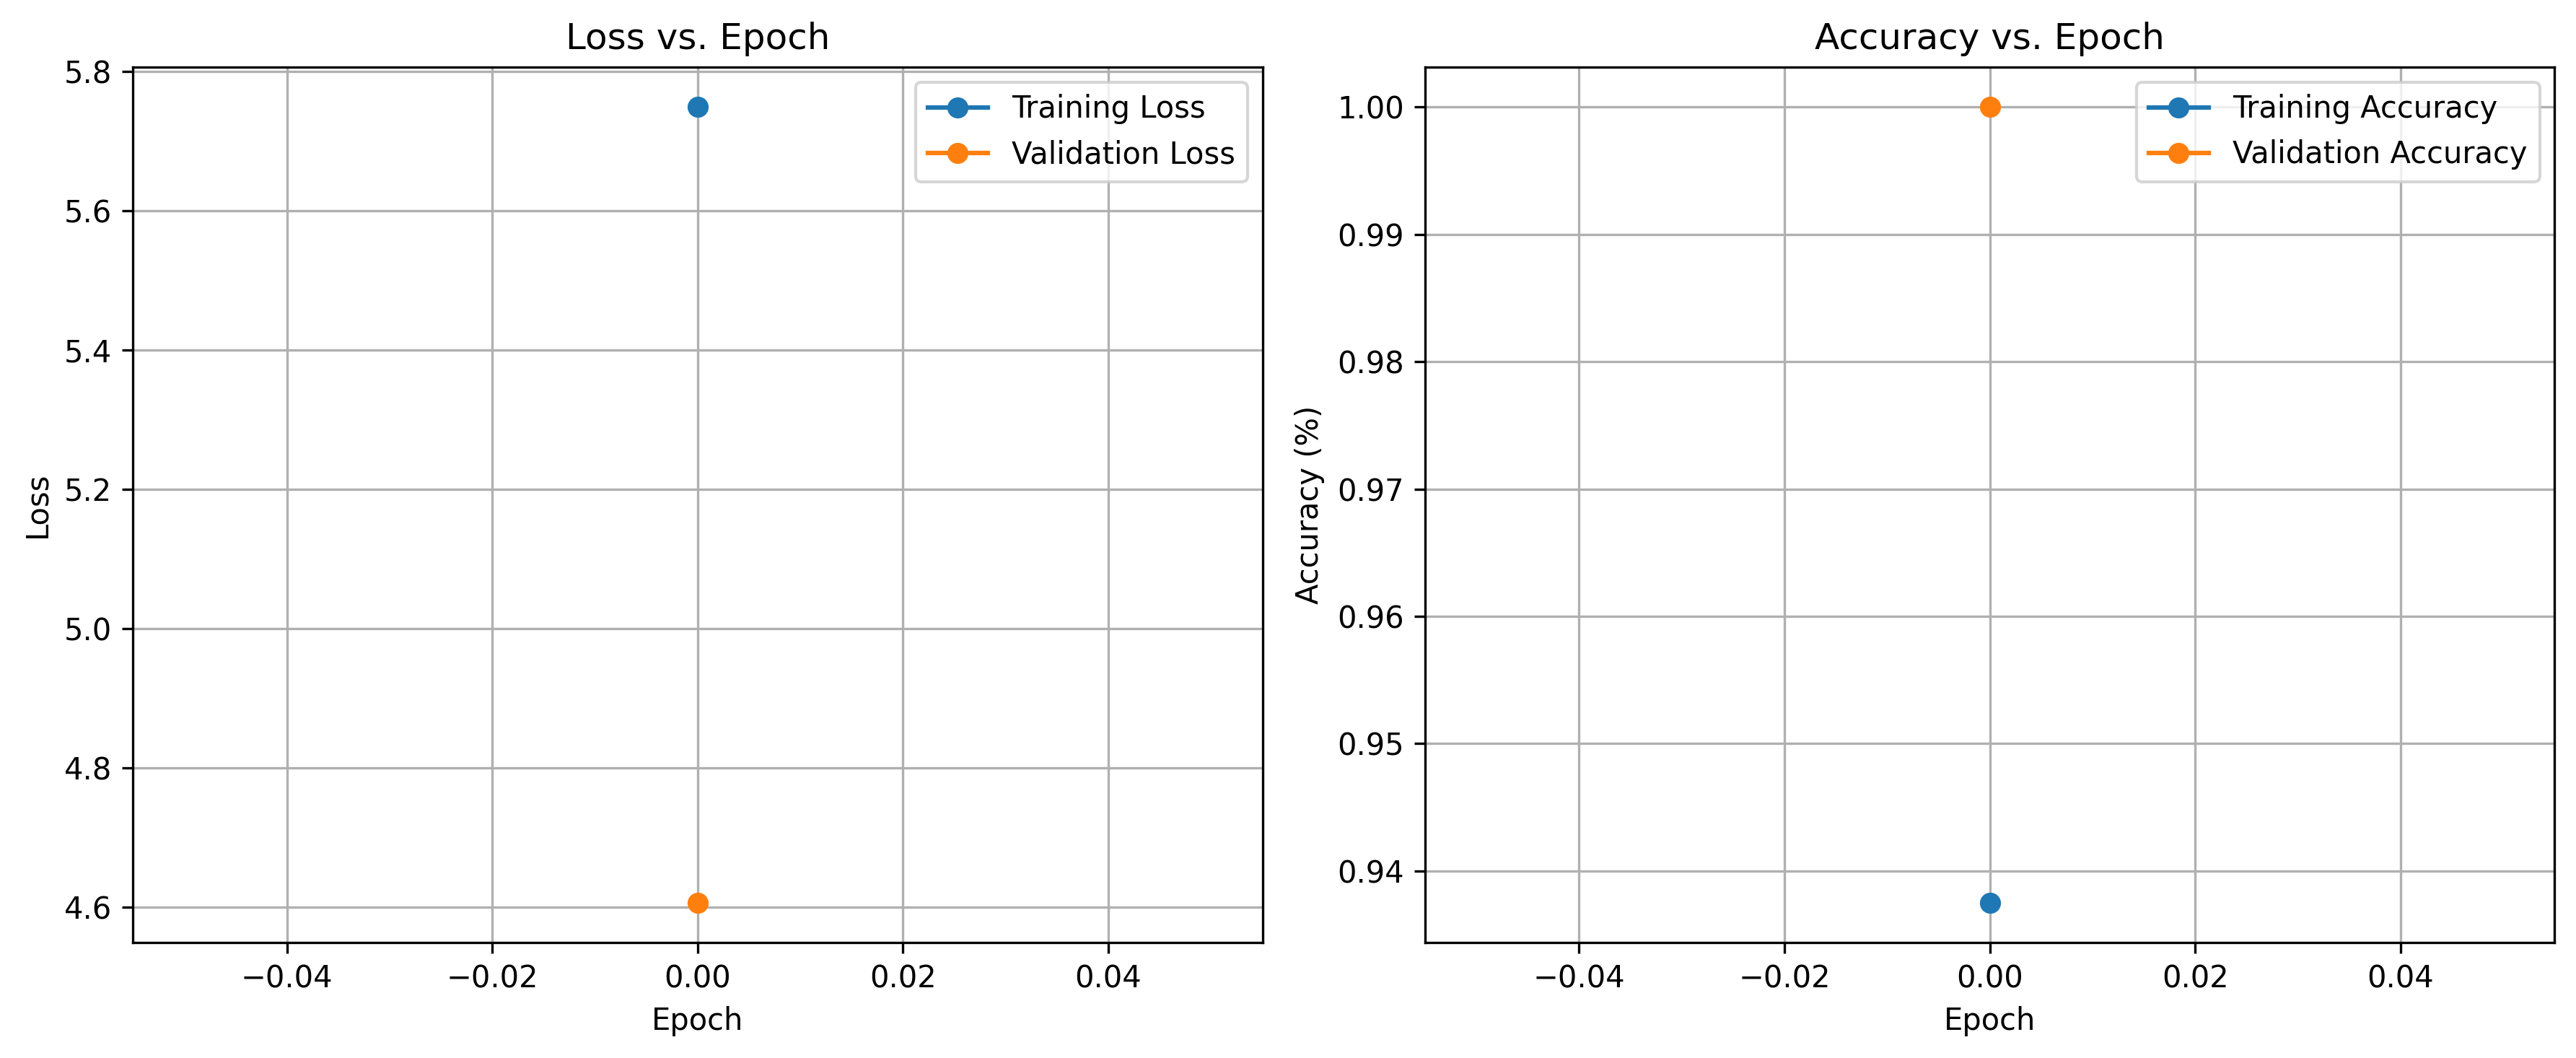 Loss vs. Epoch
5.8
5.6
5.4
5.2
5.0
4.8
4.6
Loss
−0.04 −0.02 0.00 0.02 0.04
Epoch
Training Loss
Validation Loss
Accuracy vs. Epoch
1.00
0.99
0.98
0.97
0.96
0.95
0.94
Accuracy (%)
−0.04 −0.02 0.00 0.02 0.04
Epoch
Training Accuracy
Validation Accuracy